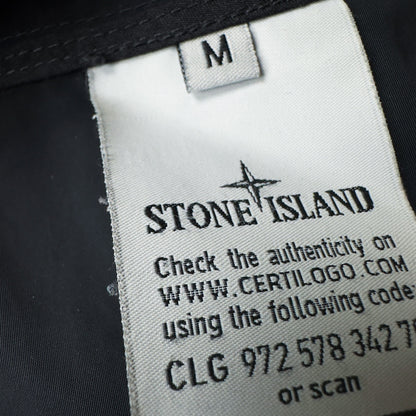 M
STONE ISLAND
Check the authenticity on
WWW.CERTILOGO.COM
using the following code
CLG 972 578 342 7
or scan